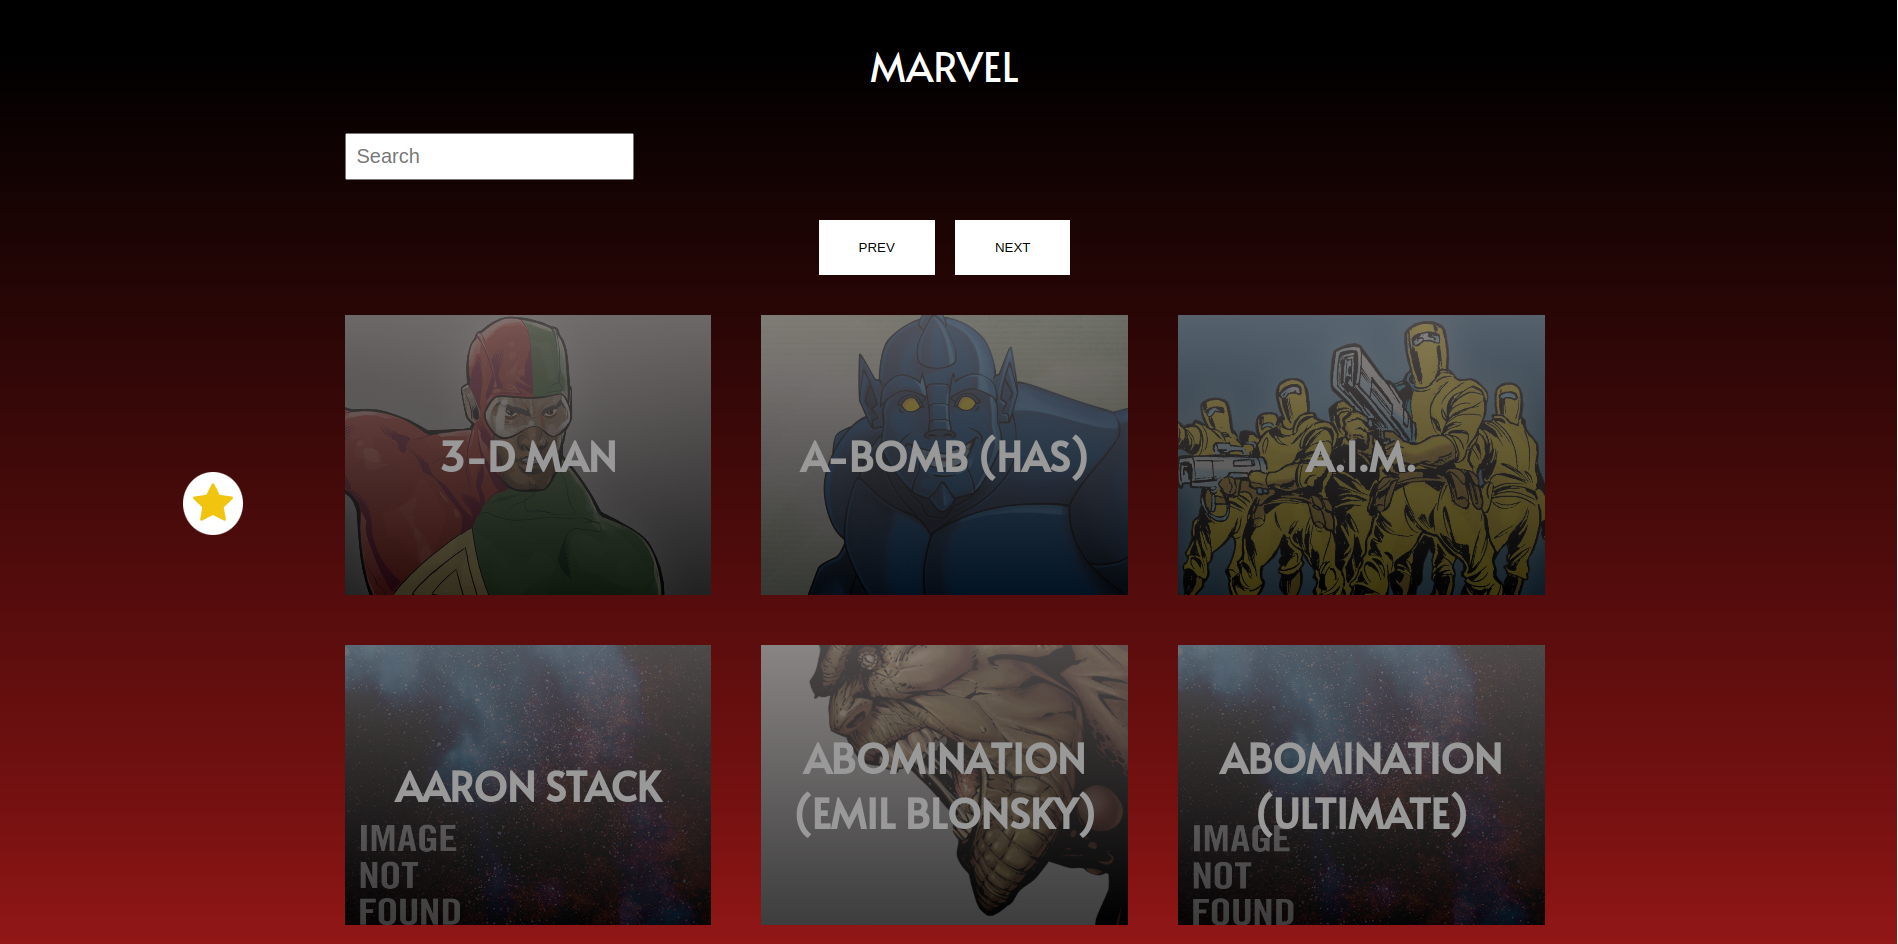 MARVEL
Search
PREV
NEXT
3-D MAN
A-BOMB (HAS)
A.I.M.
AARON STACK
IMAGE
NOT
FOUND
ABOMINATION
(EMIL BLONSKY)
ABOMINATION
(ULTIMATE)
IMAGE
NOT
FOUND